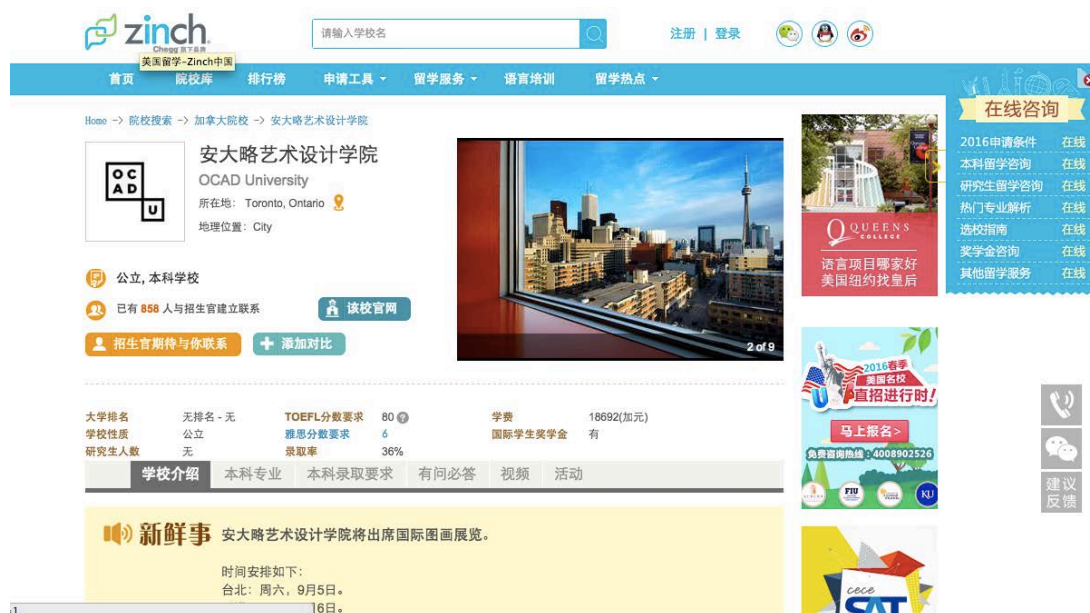 zinch.
Chegg 旗下品牌
美国留学-Zinch中国
请输入学校名
注册 | 登录
首页 院校库 排行榜 申请工具 留学服务 语言培训 留学热点
Home -> 院校搜索 -> 加拿大院校 -> 安大略艺术设计学院
OC
AD
U
安大略艺术设计学院
OCAD University
所在地: Toronto, Ontario
地理位置: City
公立, 本科学校
已有 858 人与招生官建立联系
该校官网
招生官期待与你联系
添加对比
2 of 9
大学排名 无排名 - 无 TOEFL分数要求 80 ? 学费 18692(加元)
学校性质 公立 雅思分数要求 6 国际学生奖学金 有
研究生人数 无 录取率 36%
学校介绍 本科专业 本科录取要求 有问必答 视频 活动
新鲜事 安大略艺术设计学院将出席国际图画展览。
时间安排如下:
台北: 周六, 9月5日。
QUEENS
COLLEGE
语言项目哪家好
美国纽约找皇后
2016春季
美国名校
直招进行时!
马上报名>
免费咨询热线: 4008902526
FIU
KU
cece
SAT
在线咨询
2016申请条件 在线
本科留学咨询 在线
研究生留学咨询 在线
热门专业解析 在线
选校指南 在线
奖学金咨询 在线
其他留学服务 在线
建议
反馈